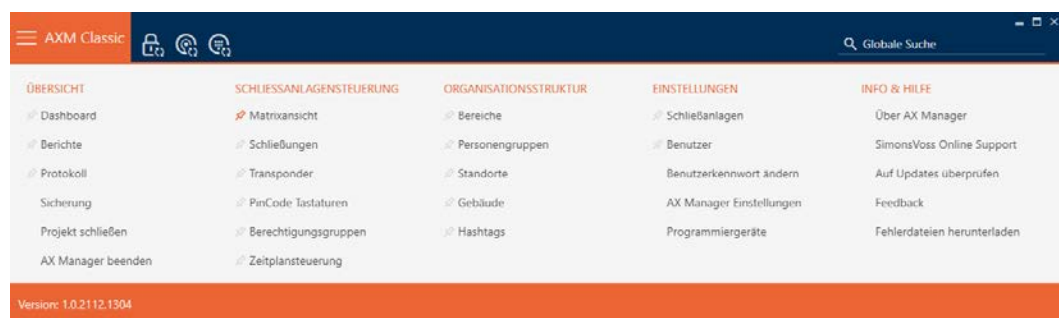 AXM Classic
Globale Suche
ÜBERSICHT
Dashboard
Berichte
Protokoll
Sicherung
Projekt schließen
AX Manager beenden
SCHLIESSANLAGENSTEUERUNG
Matrixansicht
Schließungen
Transponder
PinCode Tastaturen
Berechtigungsgruppen
Zeitplansteuerung
ORGANISATIONSSTRUKTUR
Bereiche
Personengruppen
Standorte
Gebäude
Hashtags
EINSTELLUNGEN
Schließanlagen
Benutzer
Benutzerkennwort ändern
AX Manager Einstellungen
Programmiergeräte
INFO & HILFE
Über AX Manager
SimonsVoss Online Support
Auf Updates überprüfen
Feedback
Fehlerdateien herunterladen
Version: 1.0.2112.1304